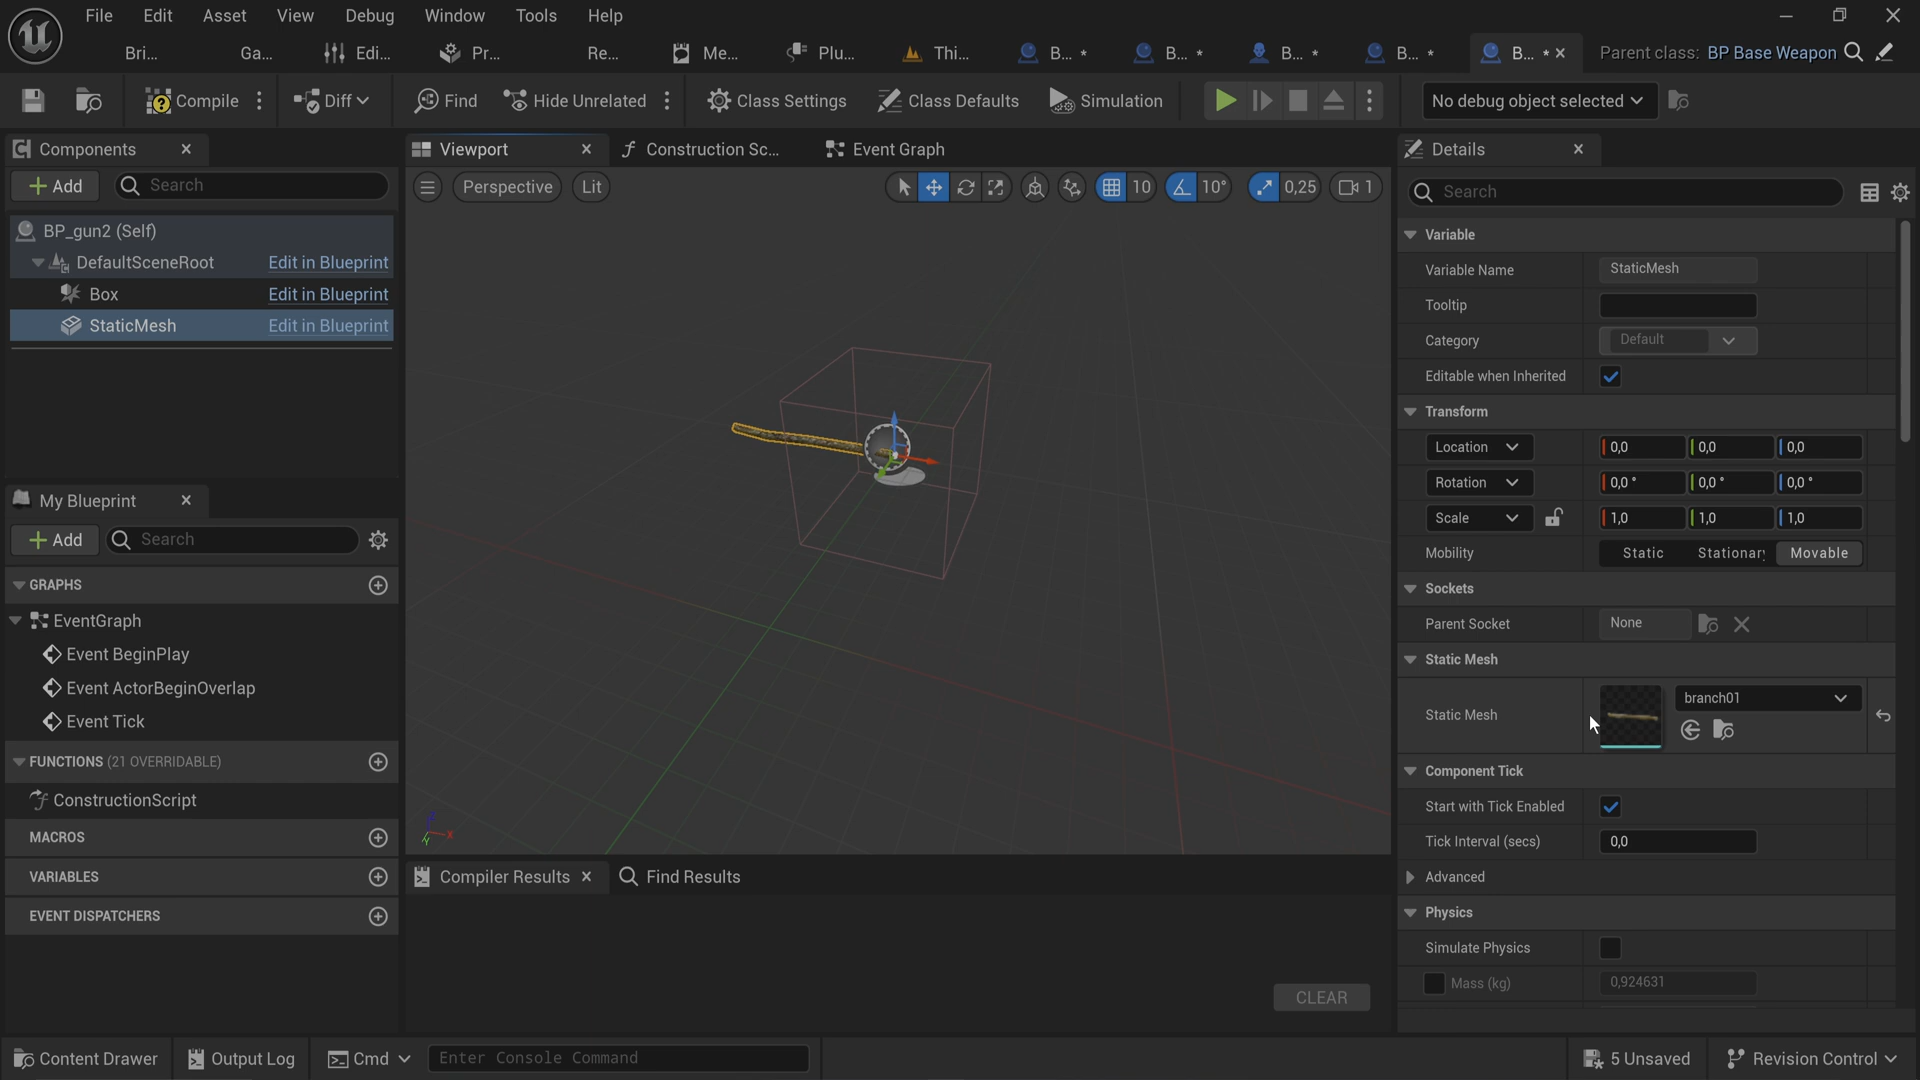 File Edit Asset View Debug Window Tools Help
Bri... Ga... Edi... Pr... Re... Me... Plu... Thi... B... * B... * B... * B... * B... * Parent class: BP Base Weapon
Compile Diff Find Hide Unrelated Class Settings Class Defaults Simulation No debug object selected
Components
Add Search
BP_gun2 (Self)
DefaultSceneRoot Edit in Blueprint
Box Edit in Blueprint
StaticMesh Edit in Blueprint
My Blueprint
Add Search
GRAPHS
EventGraph
Event BeginPlay
Event ActorBeginOverlap
Event Tick
FUNCTIONS (21 OVERRIDABLE)
ConstructionScript
MACROS
VARIABLES
EVENT DISPATCHERS
Viewport Construction Sc... Event Graph
Perspective Lit 10 10° 0,25 1
Z
X
Y
Compiler Results Find Results
CLEAR
Details
Search
Variable
Variable Name StaticMesh
Tooltip
Category Default
Editable when Inherited
Transform
Location 0,0 0,0 0,0
Rotation 0,0 ° 0,0 ° 0,0 °
Scale 1,0 1,0 1,0
Mobility Static Stationary Movable
Sockets
Parent Socket None
Static Mesh
Static Mesh branch01
Component Tick
Start with Tick Enabled
Tick Interval (secs) 0,0
Advanced
Physics
Simulate Physics
Mass (kg) 0,924631
Content Drawer Output Log Cmd Enter Console Command 5 Unsaved Revision Control